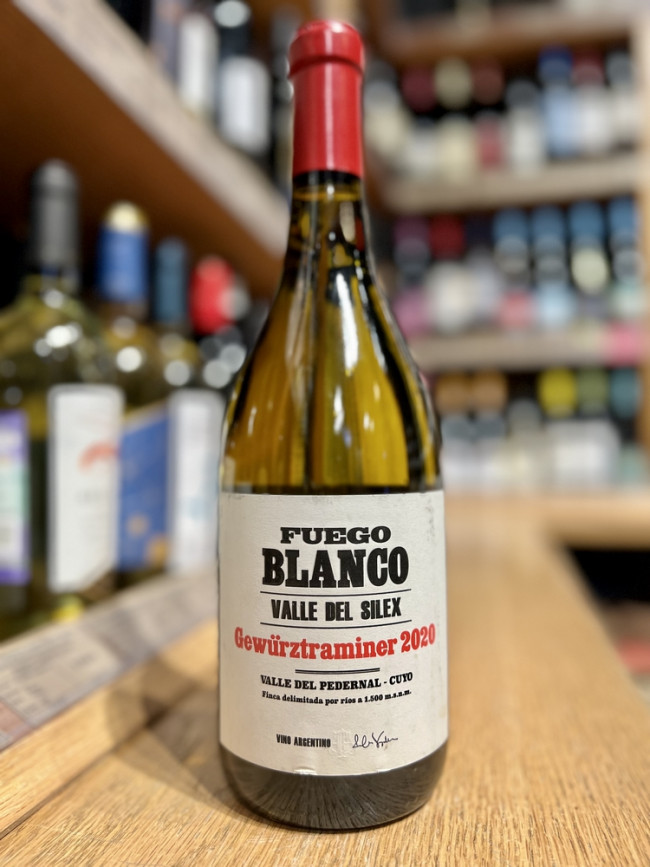 FUEGO
BLANCO
VALLE DEL SILEX
Gewürztraminer 2020
VALLE DEL PEDERNAL - CUYO
Finca delimitada por ríos a 1.500 m.s.n.m.
VINO ARGENTINO